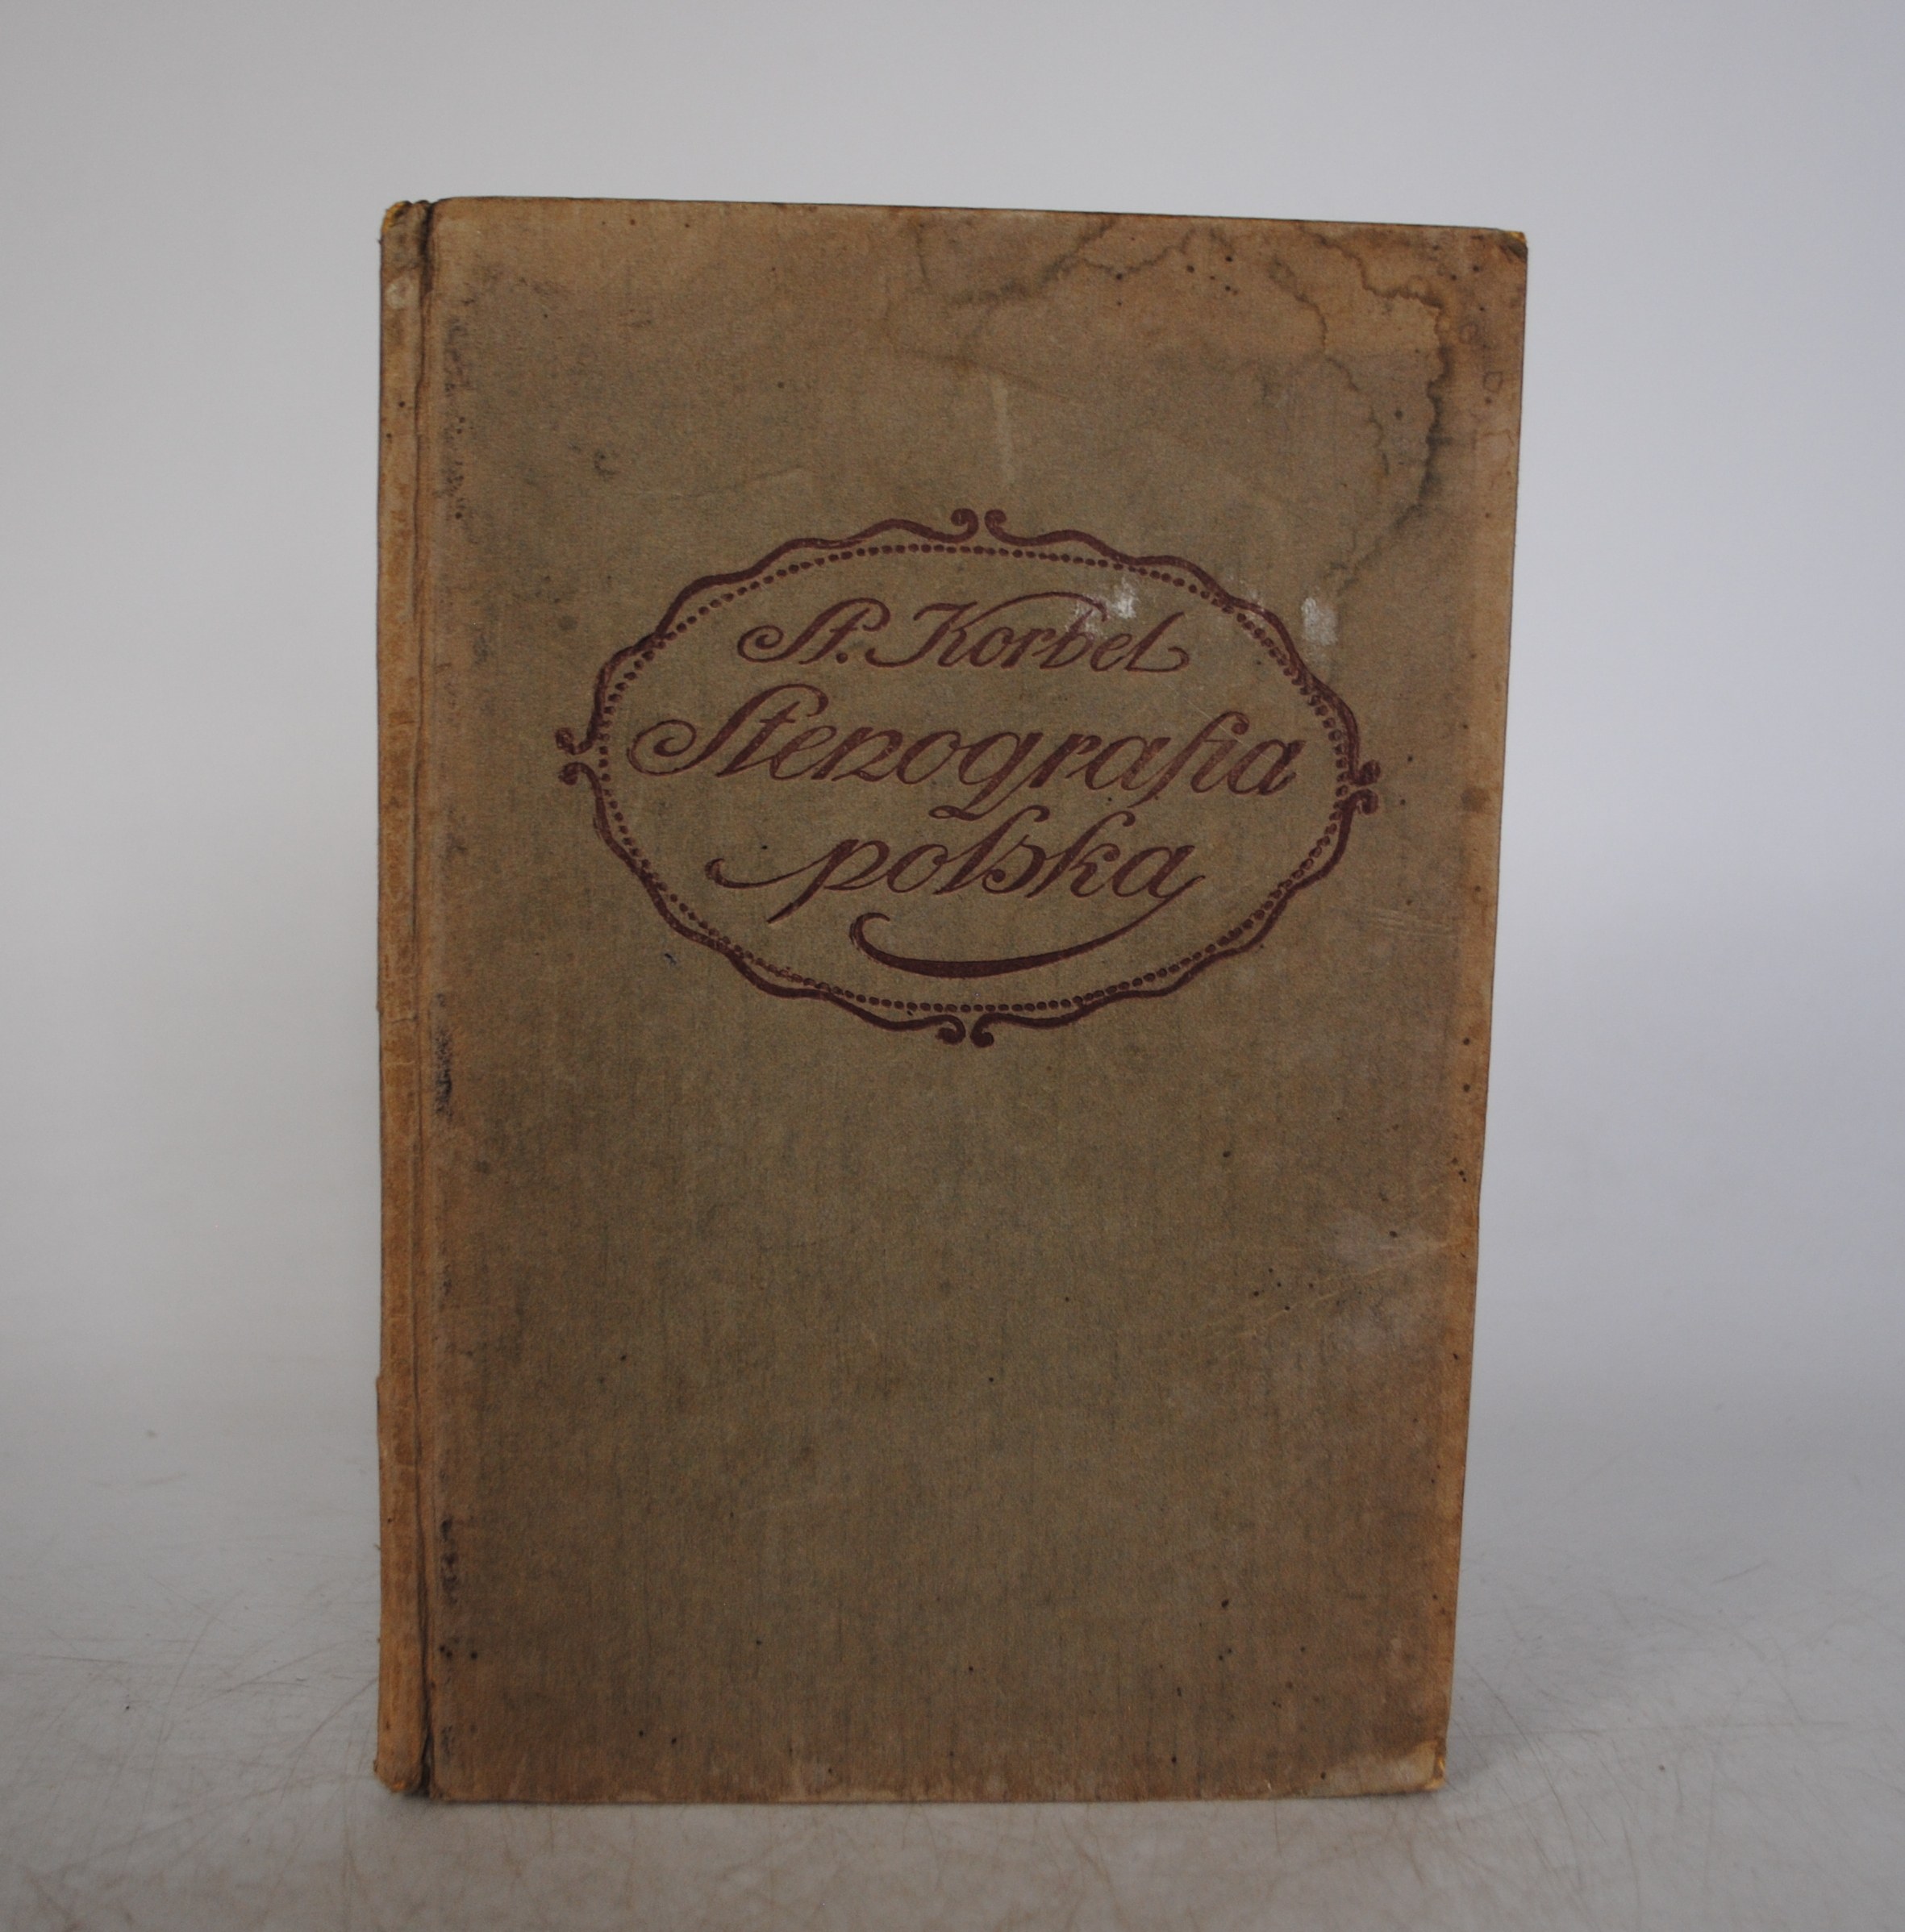 St. Korbel
Stenografia
polska